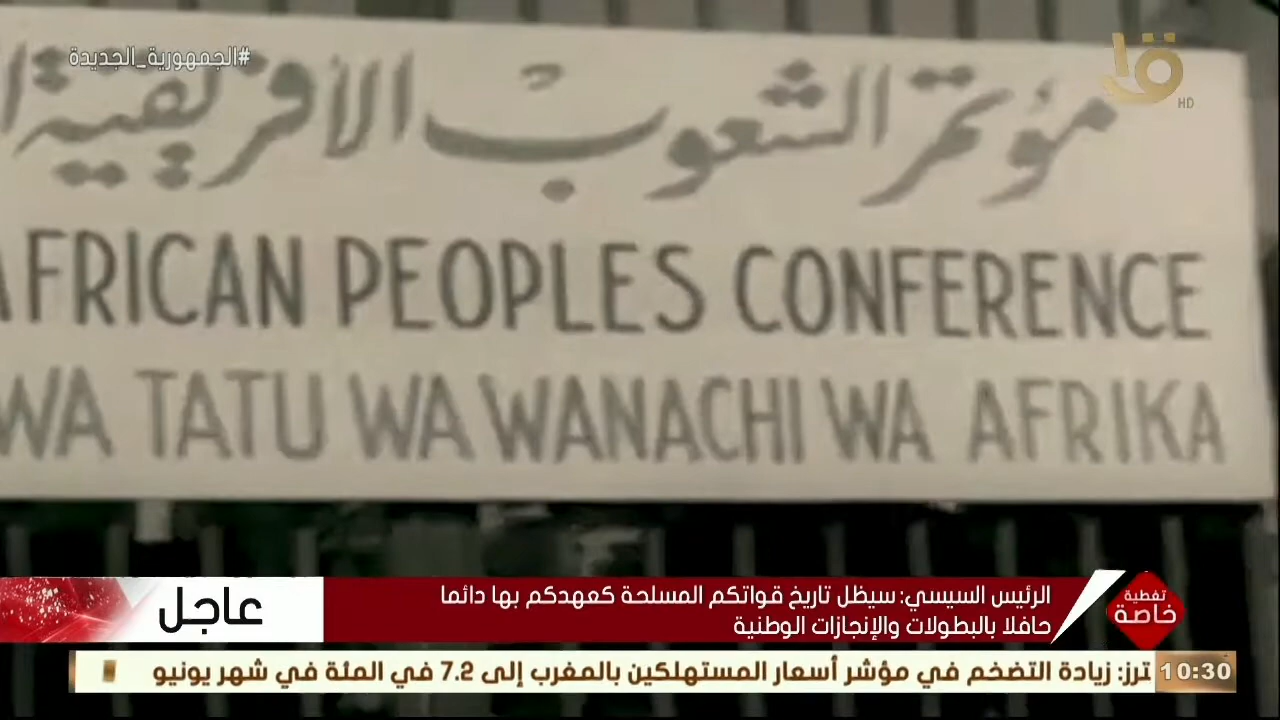 #الجمهورية_الجديدة
HD
مؤتمر الشعوب الأفريقية
AFRICAN PEOPLES CONFERENCE
WA TATU WA WANACHI WA AFRIKA
تغطية
خاصة
عاجل
الرئيس السيسي: سيظل تاريخ قواتكم المسلحة كعهدكم بها دائما
حافلا بالبطولات والإنجازات الوطنية
10:30
ترز: زيادة التضخم في مؤشر أسعار المستهلكين بالمغرب إلى 7.2 في المئة في شهر يونيو